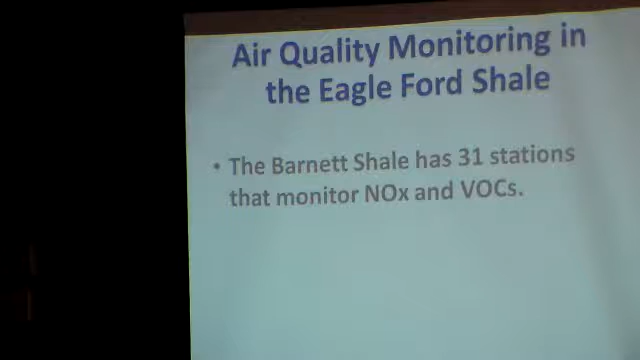 Air Quality Monitoring in
the Eagle Ford Shale
• The Barnett Shale has 31 stations
that monitor NOx and VOCs.